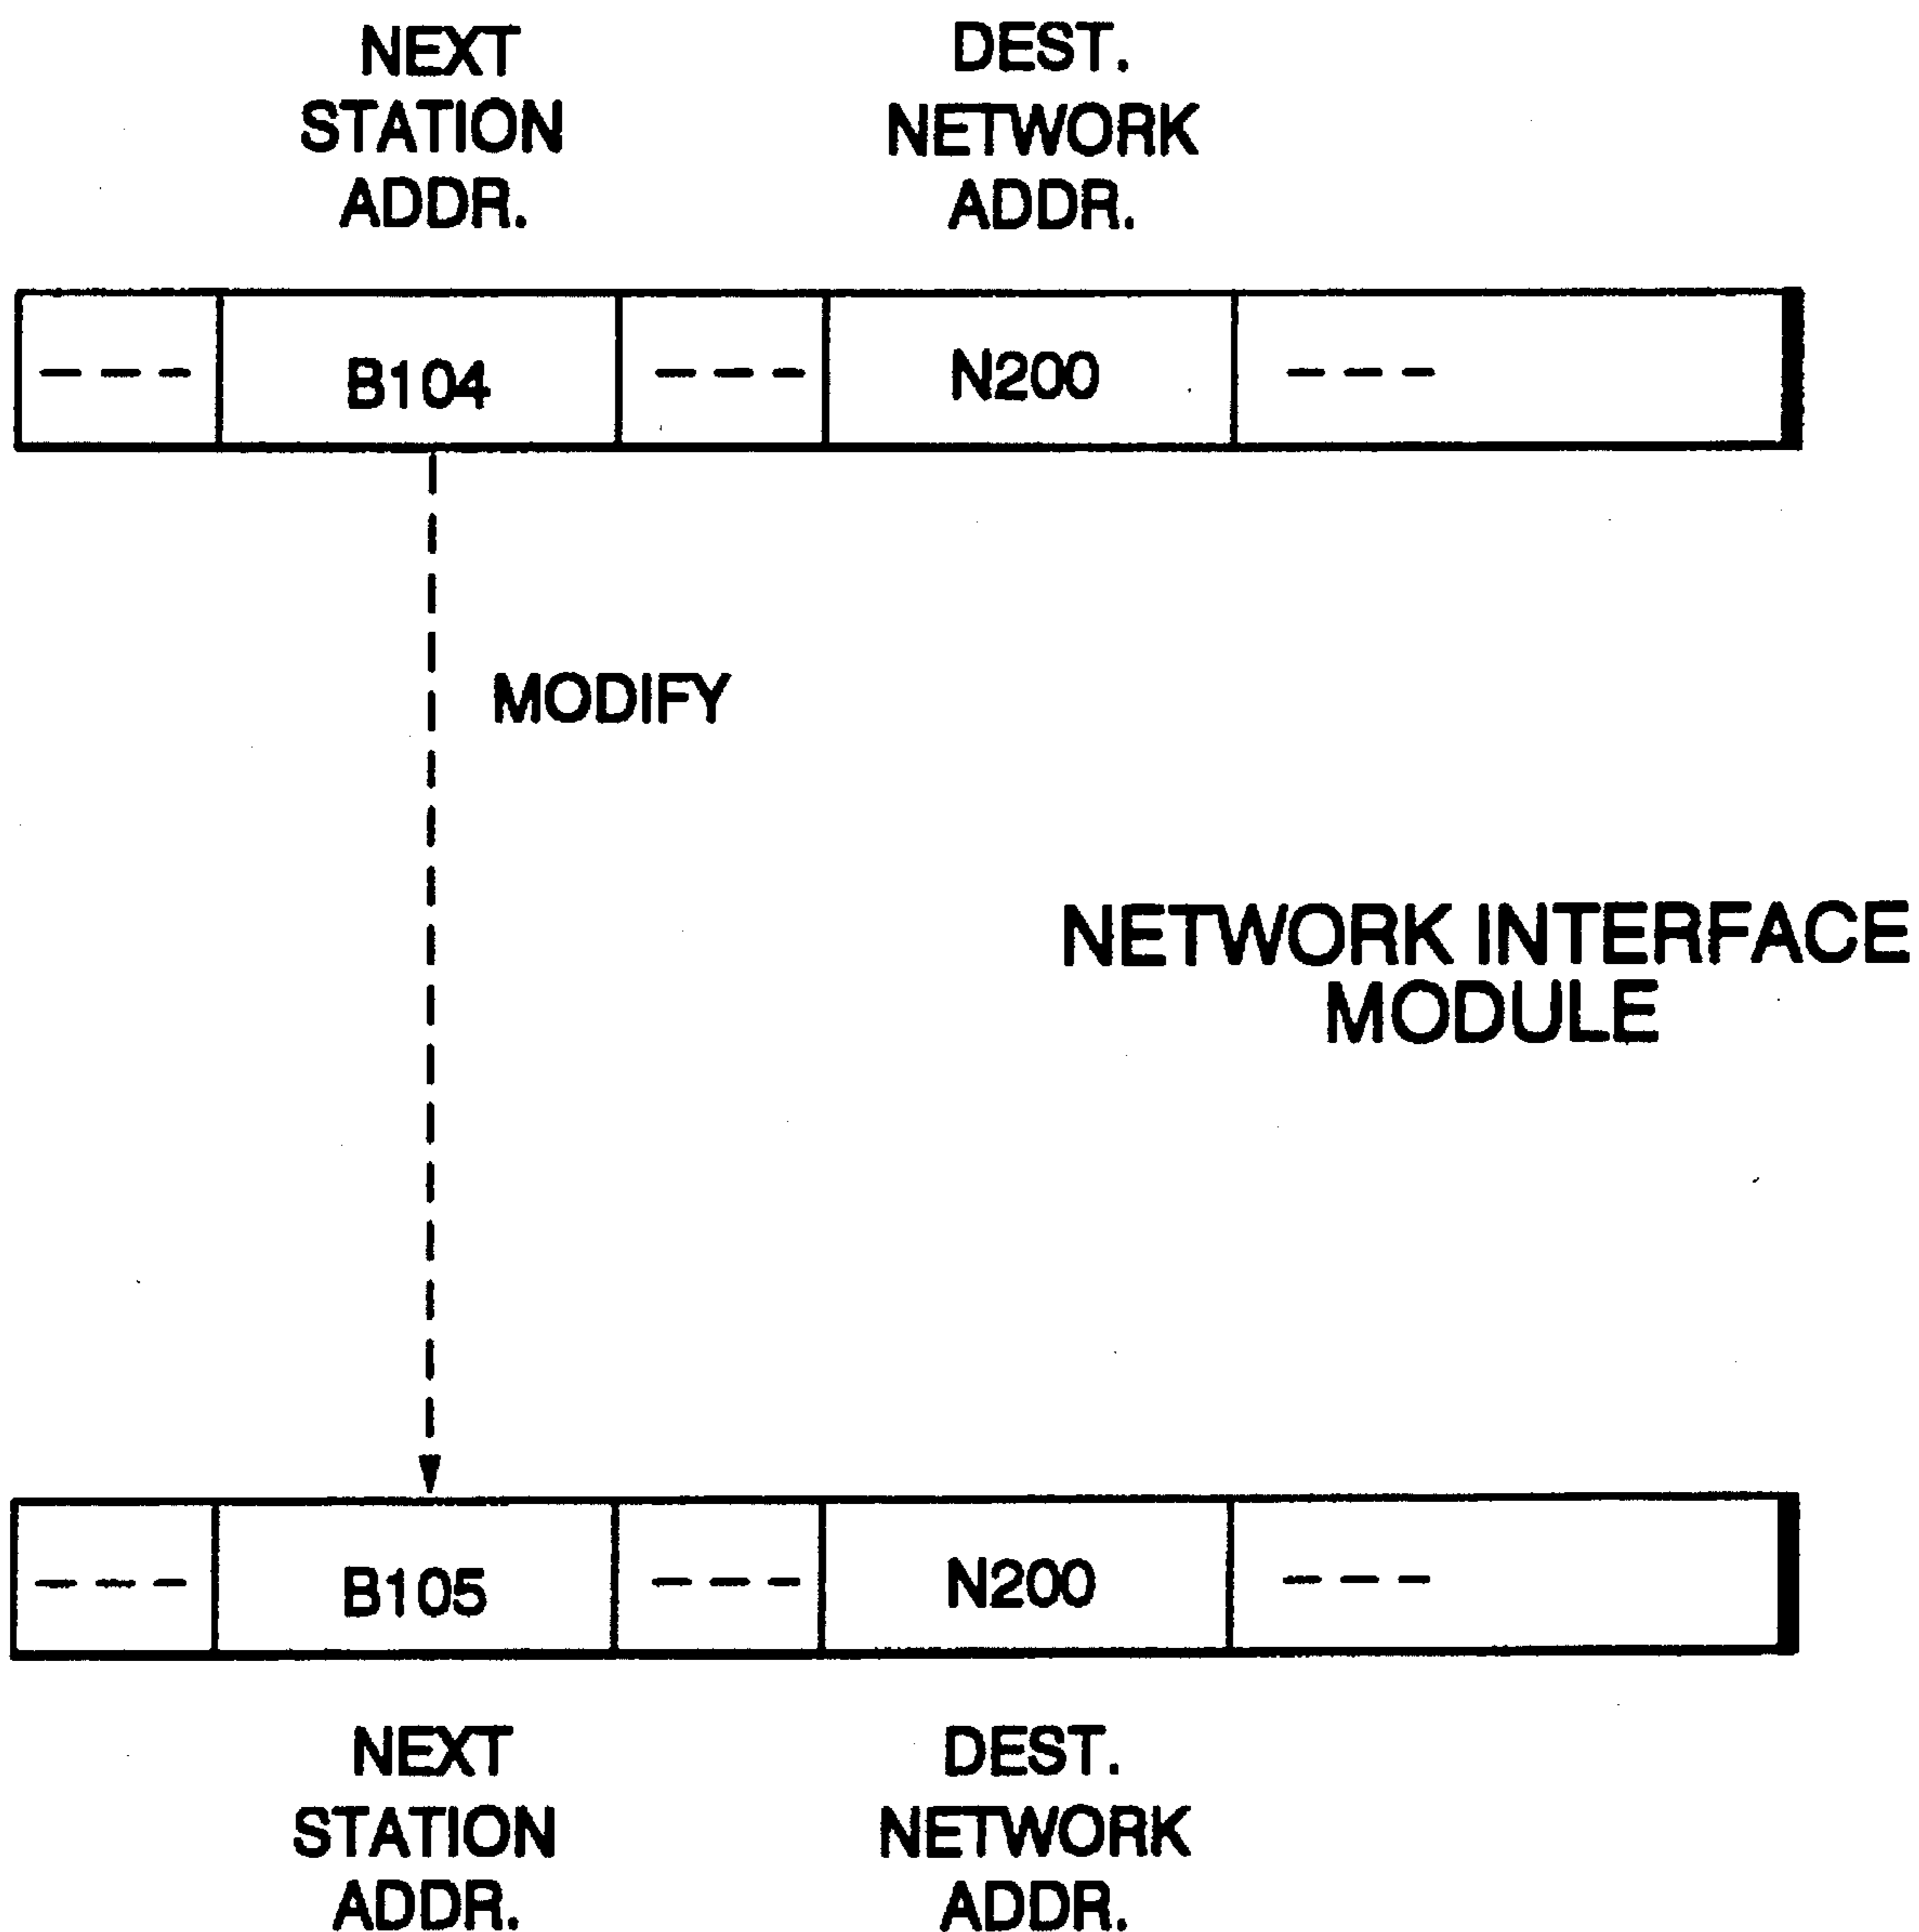 NEXT
STATION
ADDR.
DEST.
NETWORK
ADDR.
--- B104 --- N200 ---
MODIFY
NETWORK INTERFACE
MODULE
--- B105 --- N200 ---
NEXT
STATION
ADDR.
DEST.
NETWORK
ADDR.